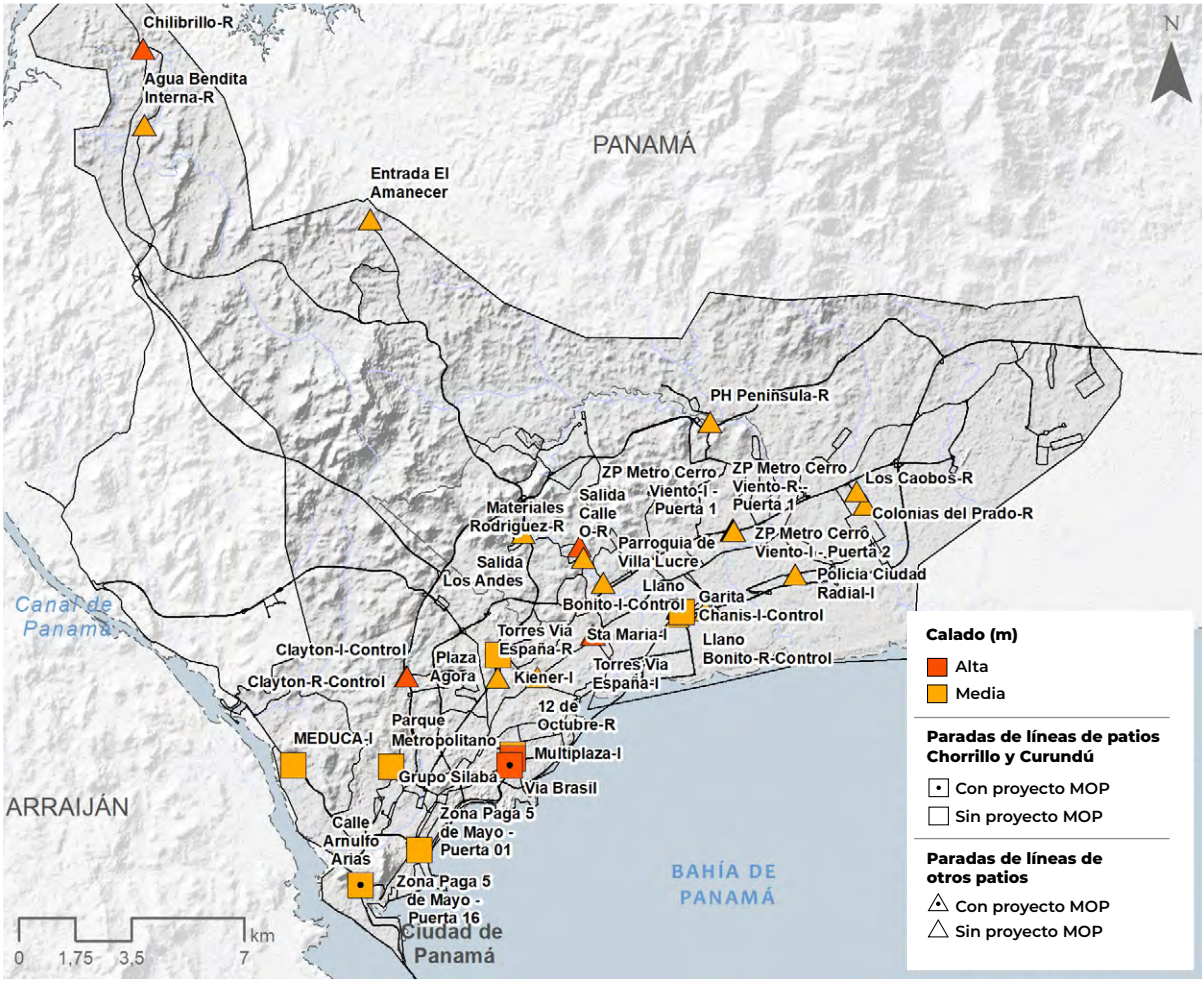 Chilibrillo-R
N
Agua Bendita
Interna-R
PANAMÁ
Entrada El
Amanecer
PH Peninsula-R
ZP Metro Cerro
Viento-I -
Puerta 1
ZP Metro Cerro
Viento-R -
Puerta 1
Los Caobos-R
Colonias del Prado-R
Salida
Calle
O-R
Materiales
Rodriguez-R
ZP Metro Cerro
Viento-I - Puerta 2
Parroquia de
Villa Lucre
Salida
Los Andes
Policia Ciudad
Radial-I
Llano
Bonito-I-Control
Garita
Chanis-I-Control
Canal de
Panamá
Torres Via
España-R
Sta Maria-I
Llano
Bonito-R-Control
Clayton-I-Control
Plaza
Agora
Torres Via
España-I
Clayton-R-Control
Kiener-I
12 de
Octubre-R
Parque
Metropolitano
MEDUCA-I
Multiplaza-I
Grupo Silaba
Via Brasil
ARRAIJÁN
Zona Paga 5
de Mayo -
Puerta 01
Calle
Arnulfo
Arias
Zona Paga 5
de Mayo -
Puerta 16
BAHÍA DE
PANAMÁ
Ciudad de
Panamá
km
0 1,75 3,5 7
Calado (m)
Alta
Media
Paradas de líneas de patios
Chorrillo y Curundú
Con proyecto MOP
Sin proyecto MOP
Paradas de líneas de
otros patios
Con proyecto MOP
Sin proyecto MOP